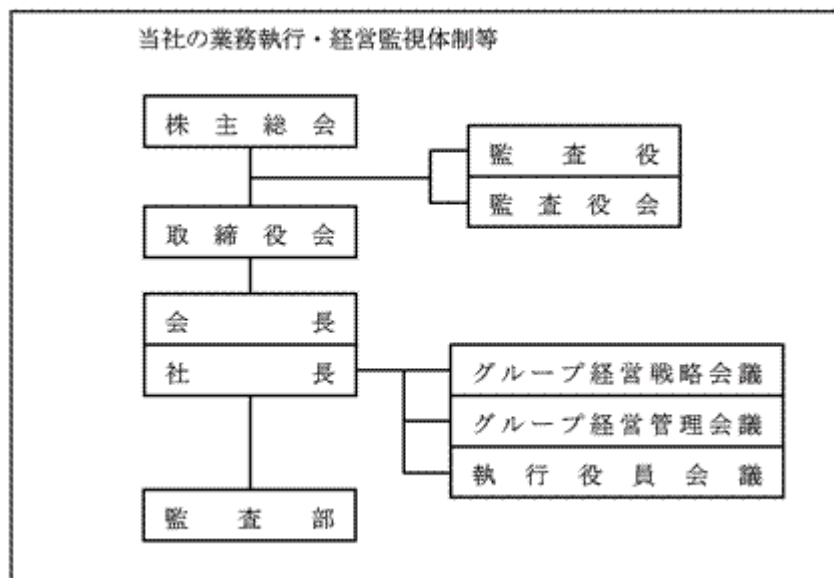 当社の業務執行・経営監視体制等
株主総会
監査役
監査役会
取締役会
会長
社長
グループ経営戦略会議
グループ経営管理会議
執行役員会議
監査部